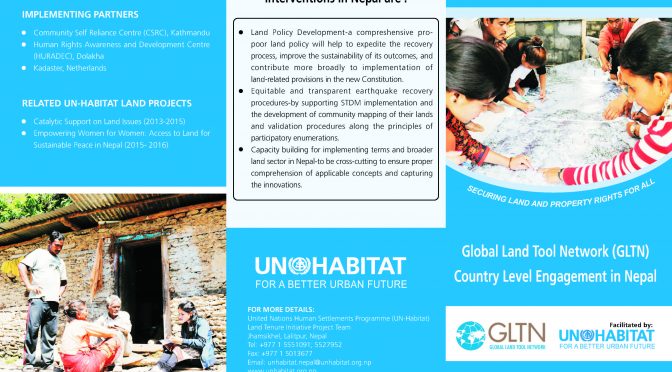 IMPLEMENTING PARTNERS
Community Self Reliance Centre (CSRC), Kathmandu
Human Rights Awareness and Development Centre
(HURADEC), Dolakha
Kadaster, Netherlands
RELATED UN-HABITAT LAND PROJECTS
Catalytic Support on Land Issues (2013-2015)
Empowering Women for Women: Access to Land for
Sustainable Peace in Nepal (2015- 2016)
Interventions in Nepal are :
Land Policy Development-a comprehensive pro-
poor land policy will help to expedite the recovery
process, improve the sustainability of its outcomes, and
contribute more broadly to implementation of
land-related provisions in the new Constitution.
Equitable and transparent earthquake recovery
procedures-by supporting STDM implementation and
the development of community mapping of their lands
and validation procedures along the principles of
participatory enumerations.
Capacity building for implementing terms and broader
land sector in Nepal-to be cross-cutting to ensure proper
comprehension of applicable concepts and capturing
the innovations.
UN HABITAT
FOR A BETTER URBAN FUTURE
FOR MORE DETAILS:
United Nations Human Settlements Programme (UN-Habitat)
Land Tenure Initiative Project Team
Jhamsikhel, Lalitpur, Nepal
Tel: +977 1 5551091; 5527952
Fax: +977 1 5013677
Email: unhabitat.nepal@unhabitat.org.np
www.unhabitat.org.np
SECURING LAND AND PROPERTY RIGHTS FOR ALL
Global Land Tool Network (GLTN)
Country Level Engagement in Nepal
GLTN
GLOBAL LAND TOOL NETWORK
Facilitated by:
UN HABITAT
FOR A BETTER URBAN FUTURE